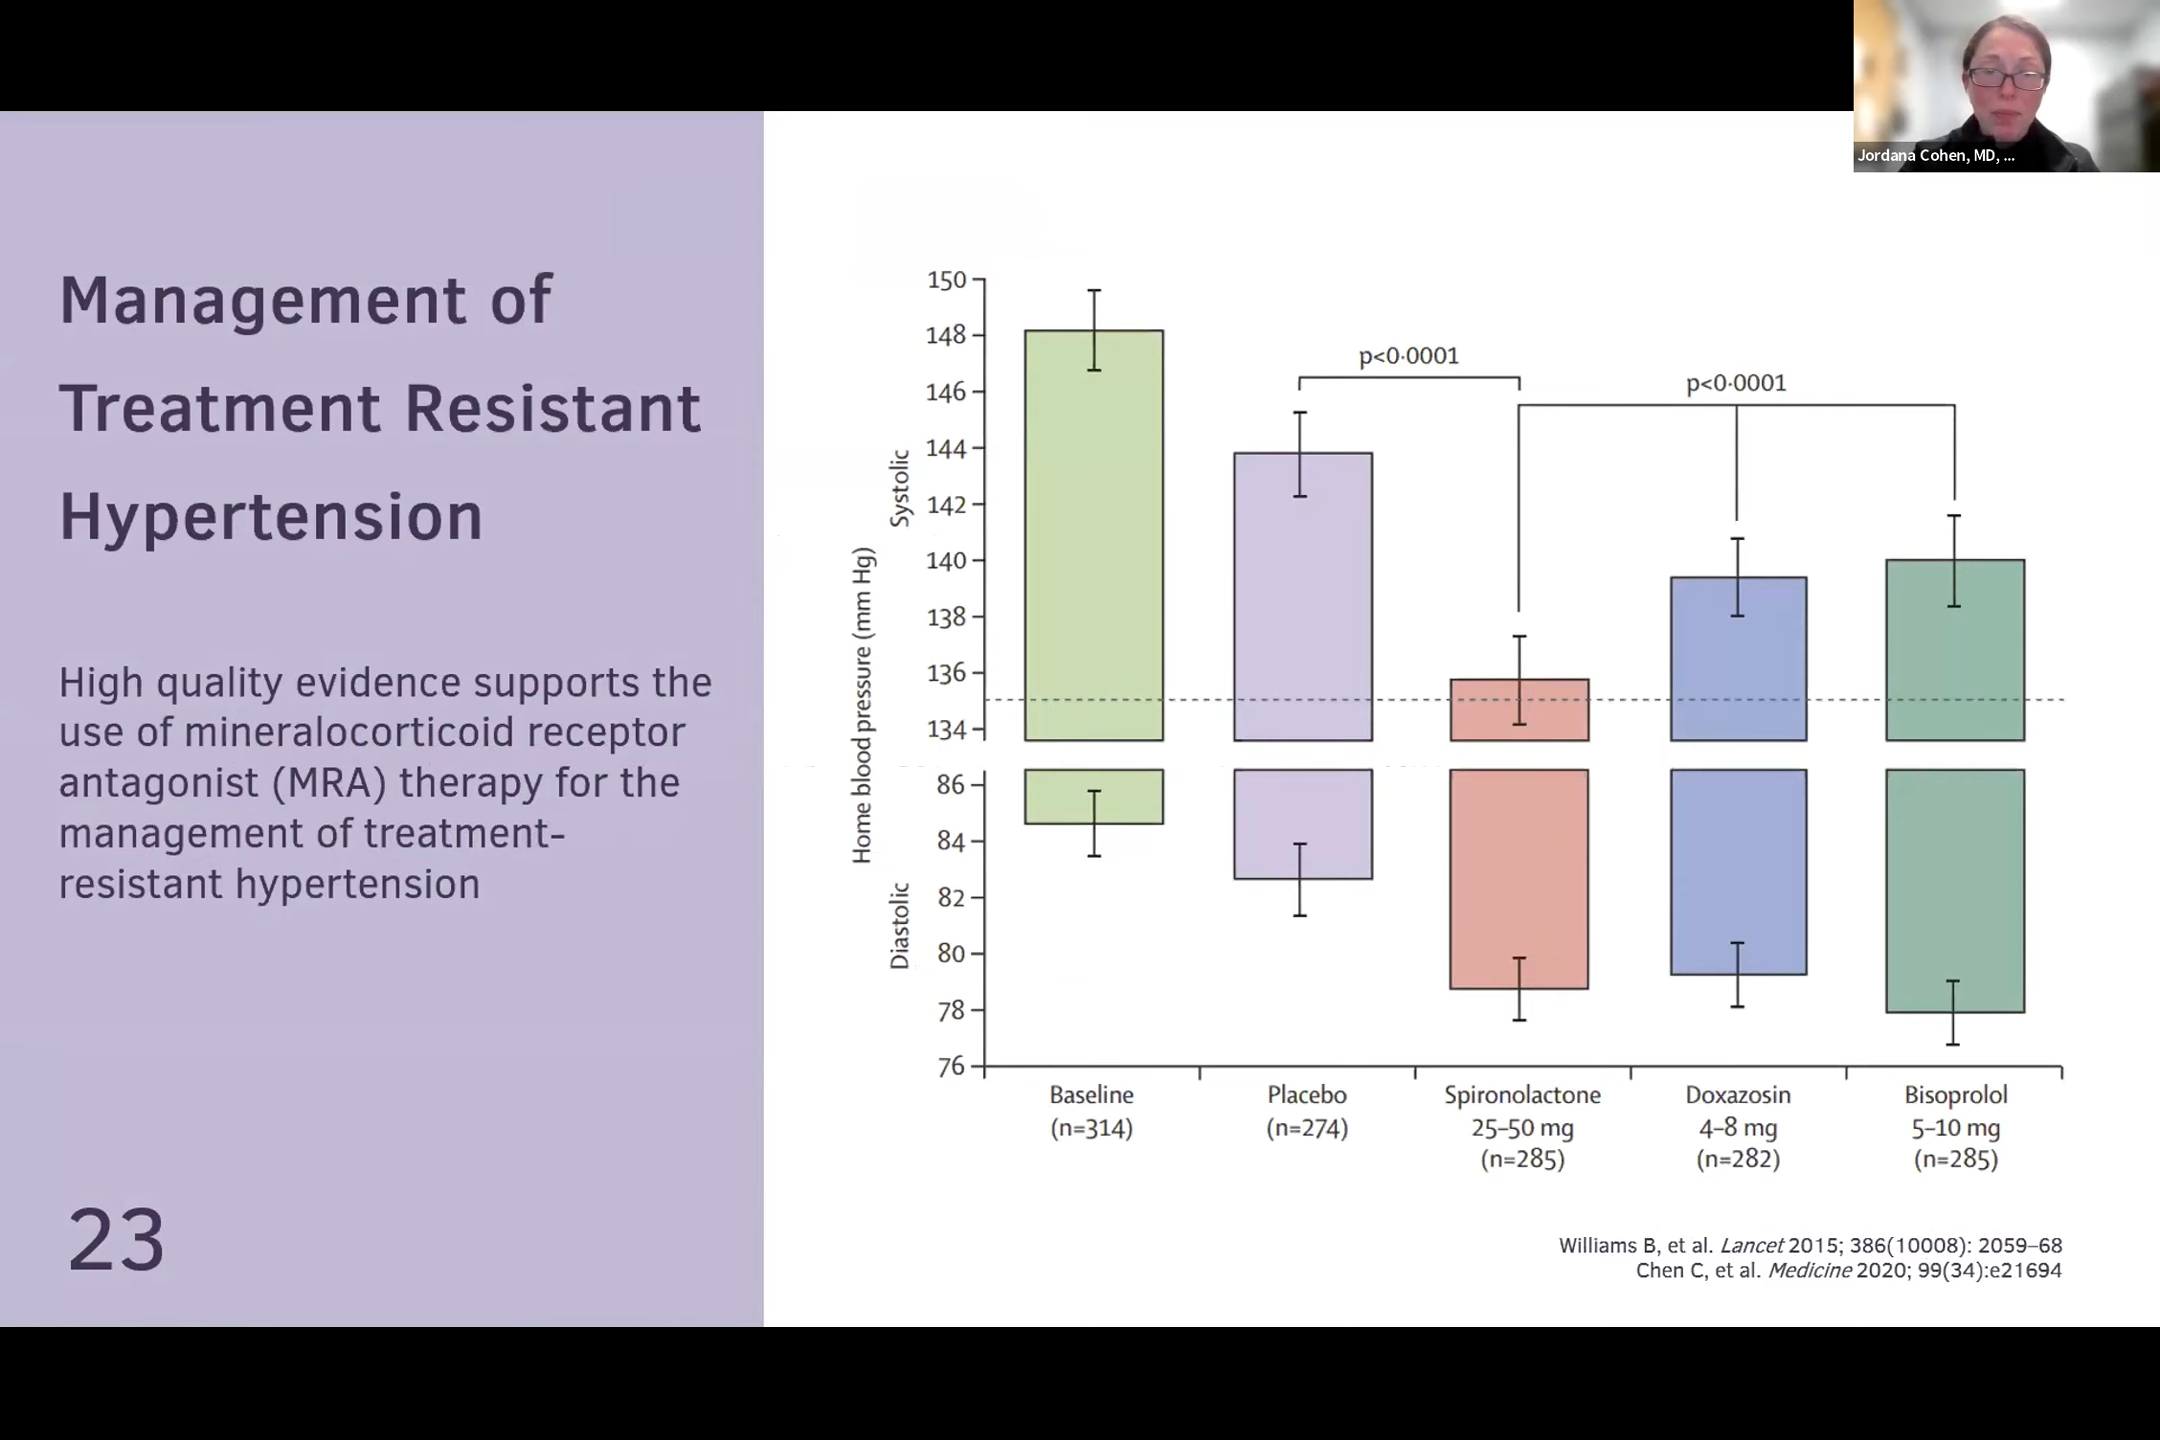 Jordana Cohen, MD, ...
Management of
Treatment Resistant
Hypertension
High quality evidence supports the
use of mineralocorticoid receptor
antagonist (MRA) therapy for the
management of treatment-
resistant hypertension
23
Home blood pressure (mm Hg)
Systolic
Diastolic
150
148
146
144
142
140
138
136
134
86
84
82
80
78
76
p<0·0001
p<0·0001
Baseline
(n=314)
Placebo
(n=274)
Spironolactone
25–50 mg
(n=285)
Doxazosin
4–8 mg
(n=282)
Bisoprolol
5–10 mg
(n=285)
Williams B, et al. Lancet 2015; 386(10008): 2059–68
Chen C, et al. Medicine 2020; 99(34):e21694